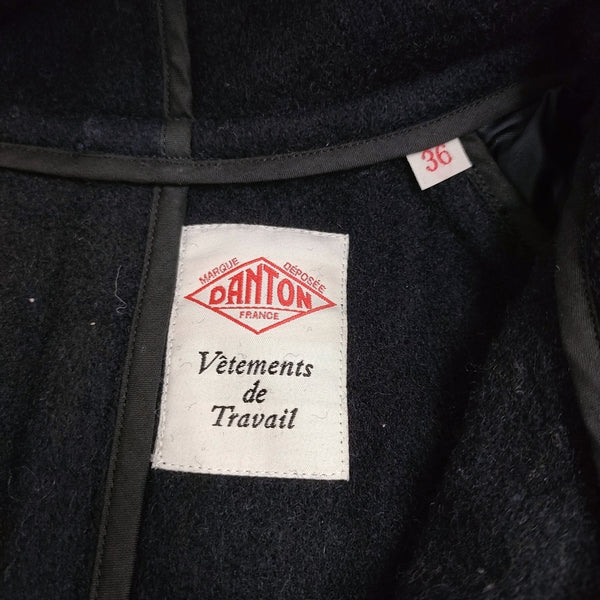 36
MARQUE DÉPOSÉE
DANTON
FRANCE
Vêtements
de
Travail